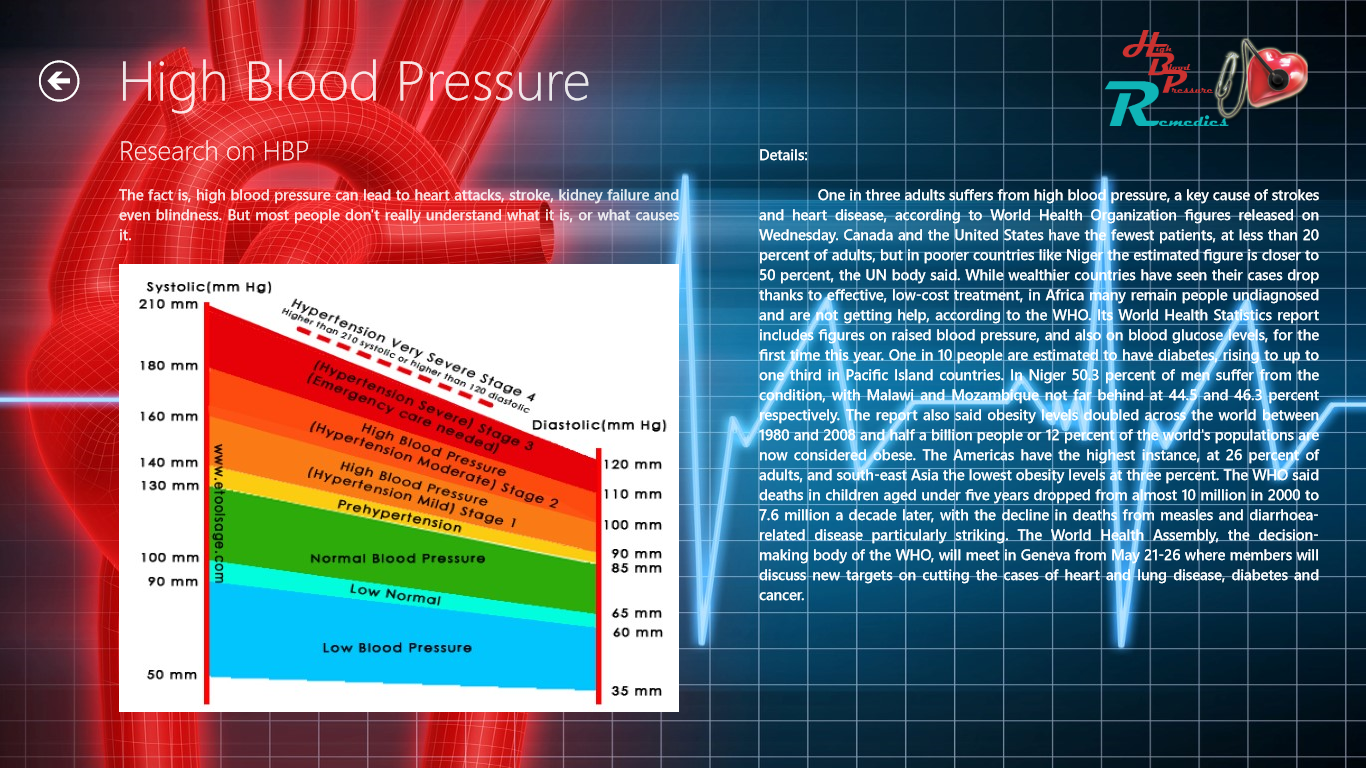 High Blood Pressure
High
Blood
Pressure
Remedies
Research on HBP
The fact is, high blood pressure can lead to heart attacks, stroke, kidney failure and
even blindness. But most people don't really understand what it is, or what causes
it.
Systolic(mm Hg)
210 mm
180 mm
160 mm
140 mm
130 mm
100 mm
90 mm
50 mm
www.etoolsage.com
Hypertension Very Severe Stage 4
Higher than 210 systolic or higher than 120 diastolic
(Hypertension Severe) Stage 3
(Emergency care needed)
High Blood Pressure
(Hypertension Moderate) Stage 2
High Blood Pressure
(Hypertension Mild) Stage 1
Prehypertension
Normal Blood Pressure
Low Normal
Low Blood Pressure
Diastolic(mm Hg)
120 mm
110 mm
100 mm
90 mm
85 mm
65 mm
60 mm
35 mm
Details:
One in three adults suffers from high blood pressure, a key cause of strokes
and heart disease, according to World Health Organization figures released on
Wednesday. Canada and the United States have the fewest patients, at less than 20
percent of adults, but in poorer countries like Niger the estimated figure is closer to
50 percent, the UN body said. While wealthier countries have seen their cases drop
thanks to effective, low-cost treatment, in Africa many remain people undiagnosed
and are not getting help, according to the WHO. Its World Health Statistics report
includes figures on raised blood pressure, and also on blood glucose levels, for the
first time this year. One in 10 people are estimated to have diabetes, rising to up to
one third in Pacific Island countries. In Niger 50.3 percent of men suffer from the
condition, with Malawi and Mozambique not far behind at 44.5 and 46.3 percent
respectively. The report also said obesity levels doubled across the world between
1980 and 2008 and half a billion people or 12 percent of the world's populations are
now considered obese. The Americas have the highest instance, at 26 percent of
adults, and south-east Asia the lowest obesity levels at three percent. The WHO said
deaths in children aged under five years dropped from almost 10 million in 2000 to
7.6 million a decade later, with the decline in deaths from measles and diarrhoea-
related disease particularly striking. The World Health Assembly, the decision-
making body of the WHO, will meet in Geneva from May 21-26 where members will
discuss new targets on cutting the cases of heart and lung disease, diabetes and
cancer.